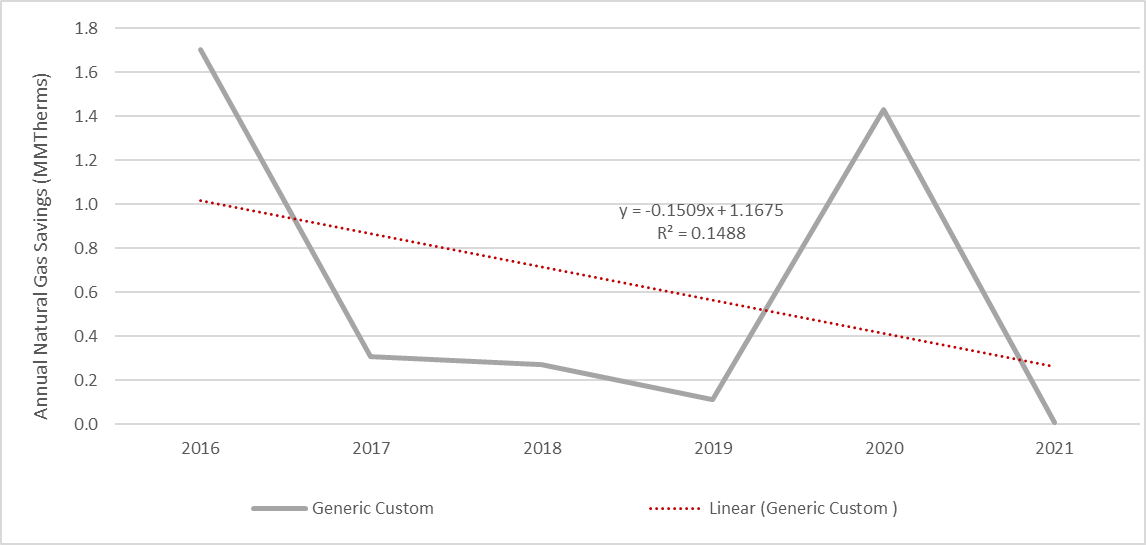 Annual Natural Gas Savings (MMTherms)
1.8
1.6
1.4
1.2
1.0
0.8
0.6
0.4
0.2
0.0
y = -0.1509x + 1.1675
R² = 0.1488
2016 2017 2018 2019 2020 2021
Generic Custom Linear (Generic Custom )